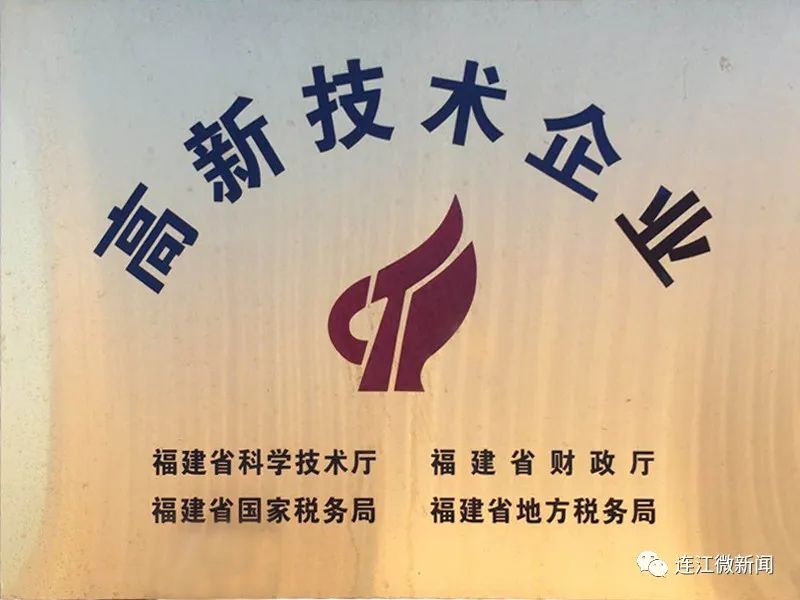 高新技术企业
福建省科学技术厅 福建省财政厅
福建省国家税务局 福建省地方税务局
连江微新闻